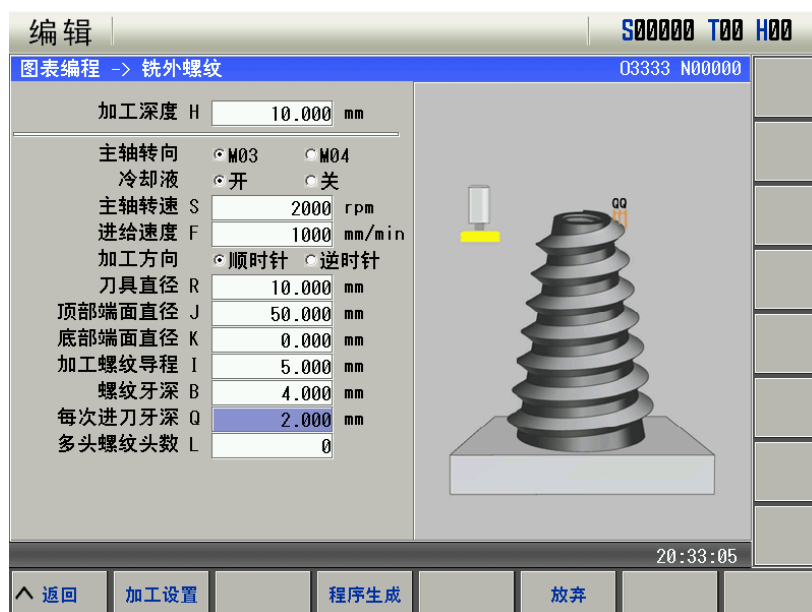 编辑 S00000 T00 H00
图表编程 -> 铣外螺纹 O3333 N00000
加工深度 H 10.000 mm
主轴转向 M03 M04
冷却液 开 关
主轴转速 S 2000 rpm
进给速度 F 1000 mm/min
加工方向 顺时针 逆时针
刀具直径 R 10.000 mm
顶部端面直径 J 50.000 mm
底部端面直径 K 0.000 mm
加工螺纹导程 I 5.000 mm
螺纹牙深 B 4.000 mm
每次进刀牙深 Q 2.000 mm
多头螺纹头数 L 0
QQ
20:33:05
返回 加工设置 程序生成 放弃